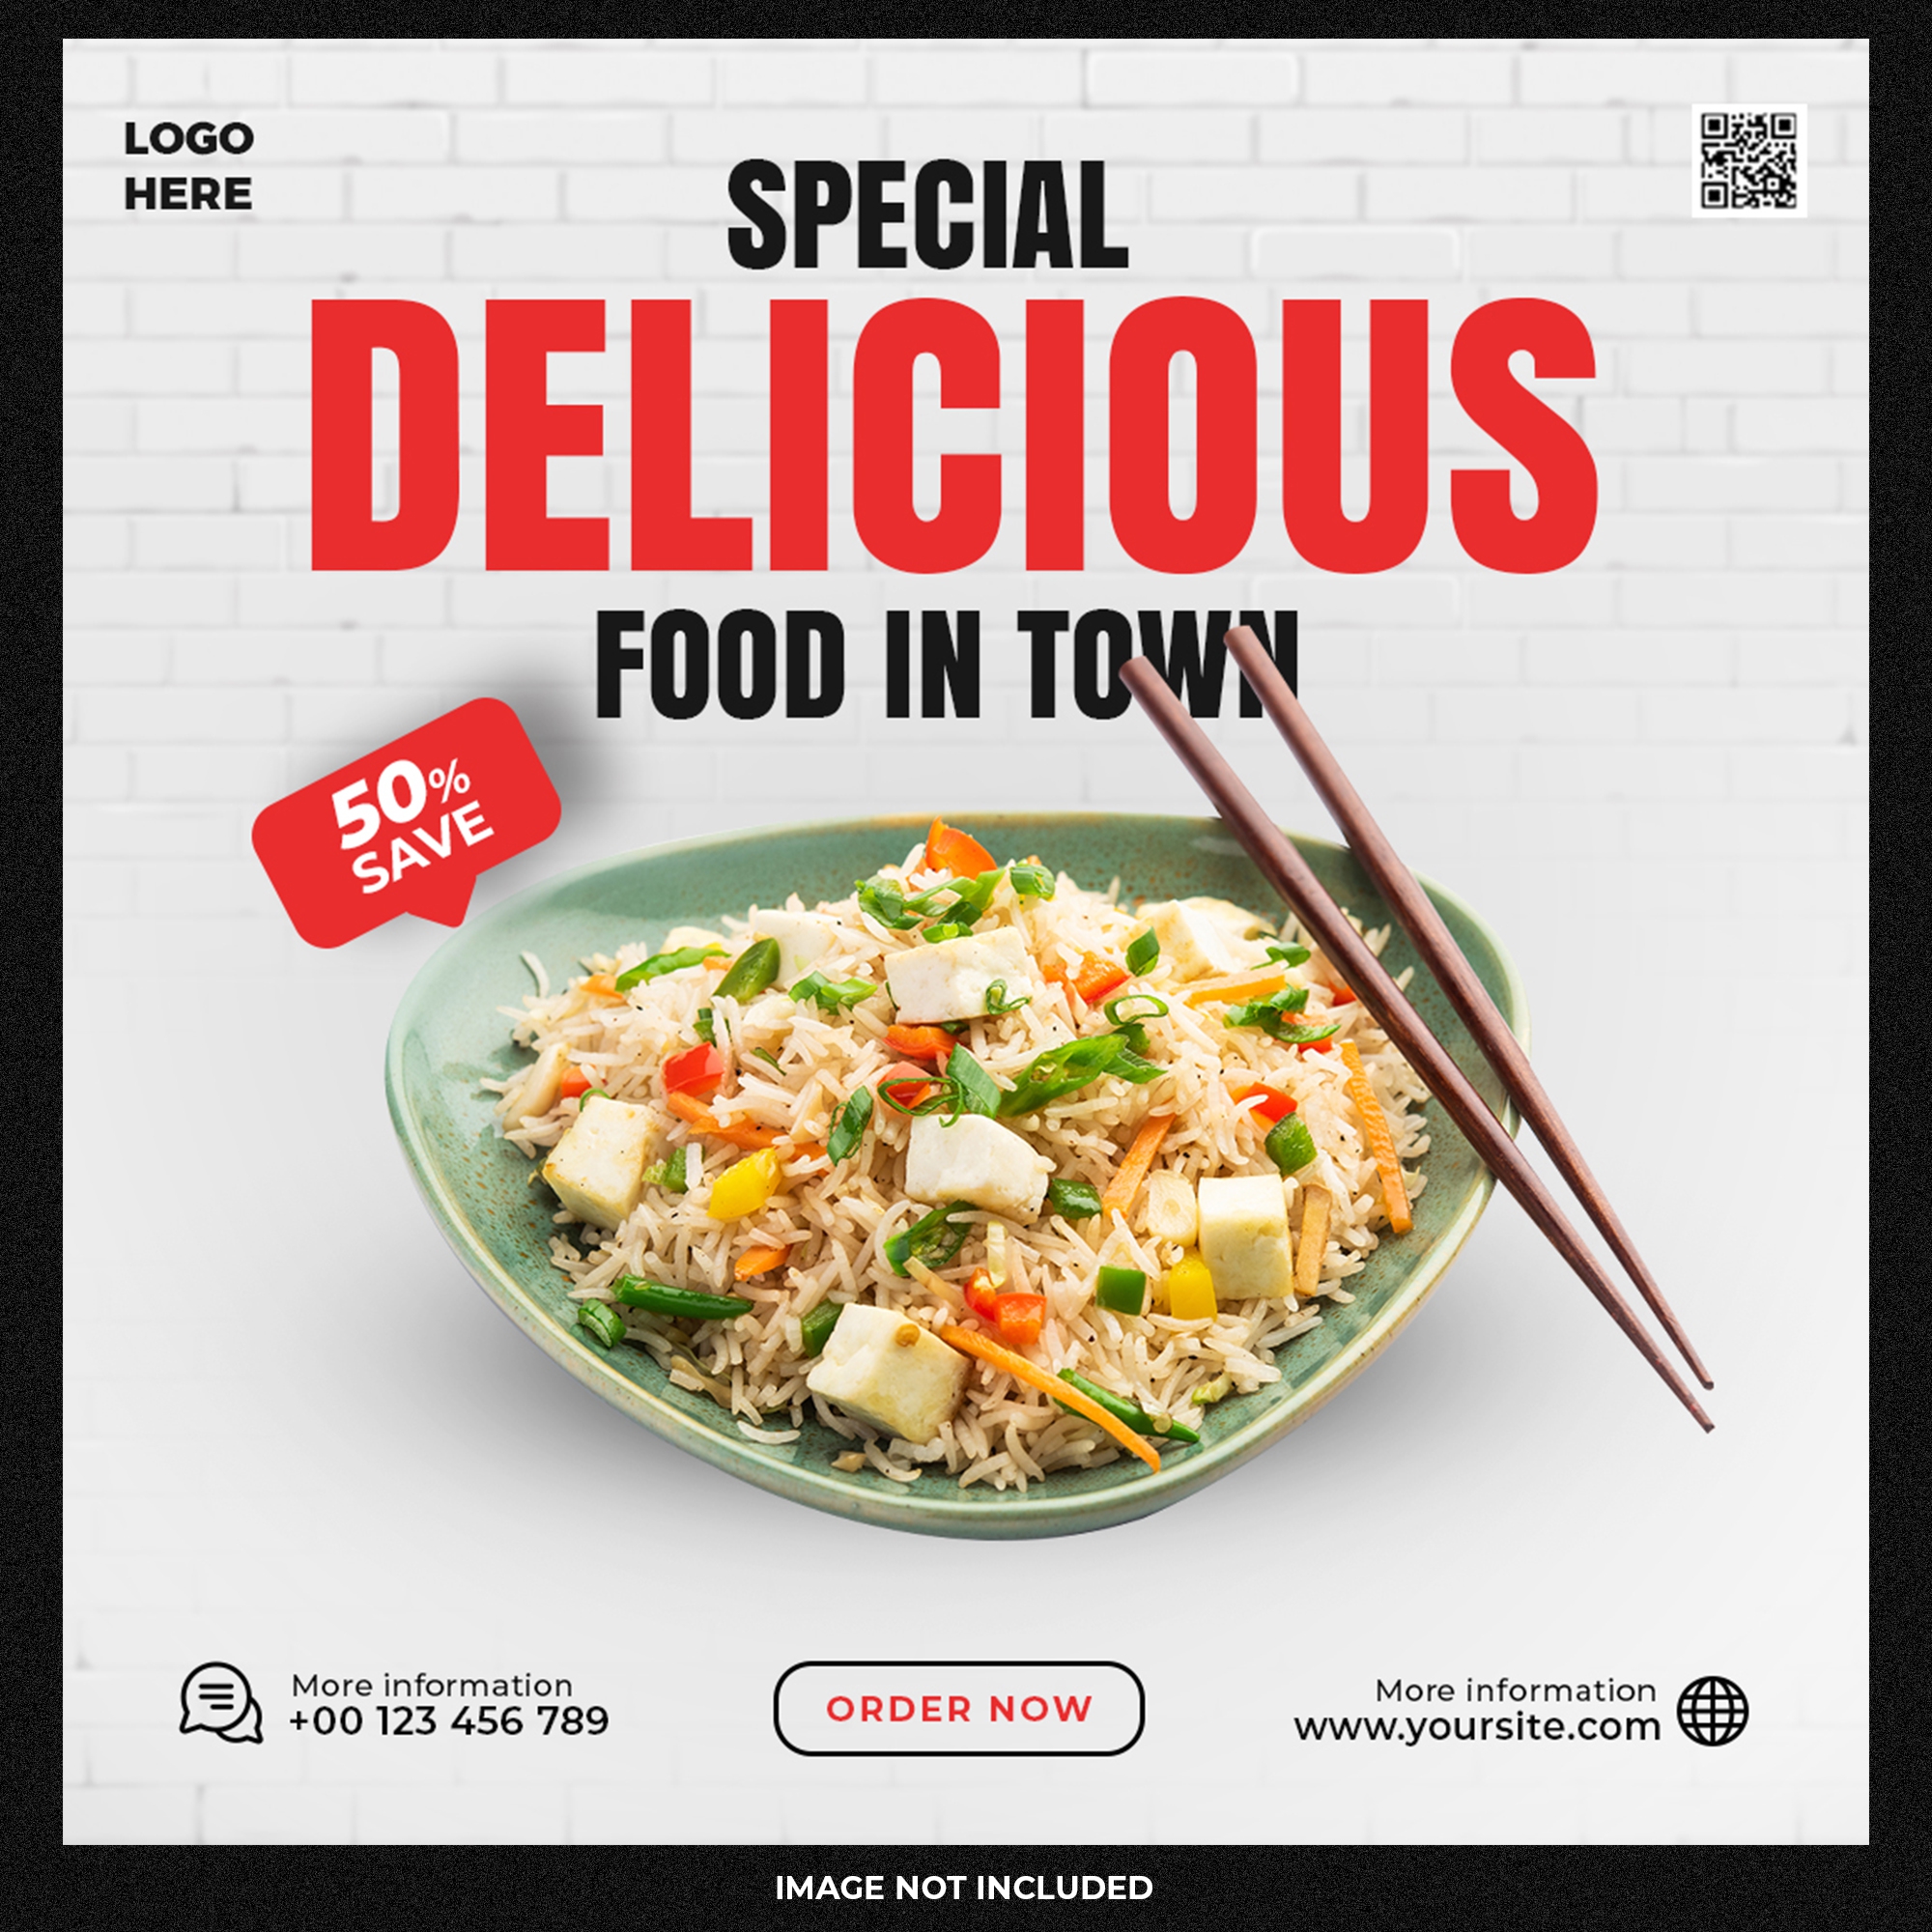 LOGO
HERE
SPECIAL
DELICIOUS
FOOD IN TOWN
50%
SAVE
More information
+00 123 456 789
ORDER NOW
More information
www.yoursite.com
IMAGE NOT INCLUDED